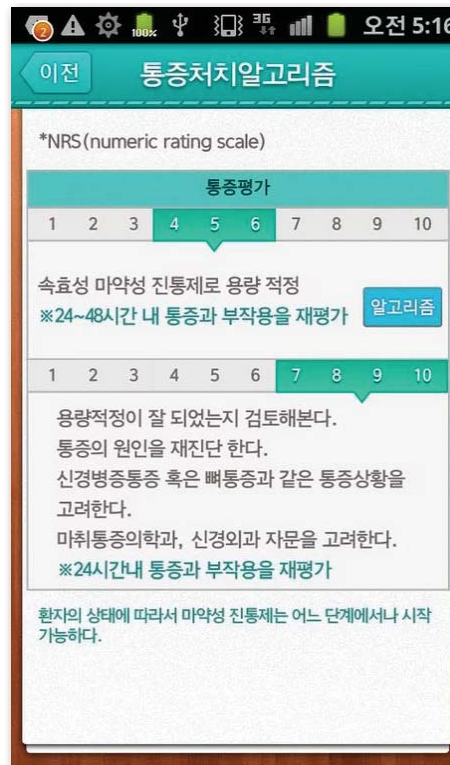 2 100% 3G 오전 5:16
이전 통증처치알고리즘
*NRS(numeric rating scale)
통증평가
1 2 3 4 5 6 7 8 9 10
속효성 마약성 진통제로 용량 적정
※24~48시간 내 통증과 부작용을 재평가
알고리즘
1 2 3 4 5 6 7 8 9 10
용량적정이 잘 되었는지 검토해본다.
통증의 원인을 재진단 한다.
신경병증통증 혹은 뼈통증과 같은 통증상황을
고려한다.
마취통증의학과, 신경외과 자문을 고려한다.
※24시간내 통증과 부작용을 재평가
환자의 상태에 따라서 마약성 진통제는 어느 단계에서나 시작
가능하다.